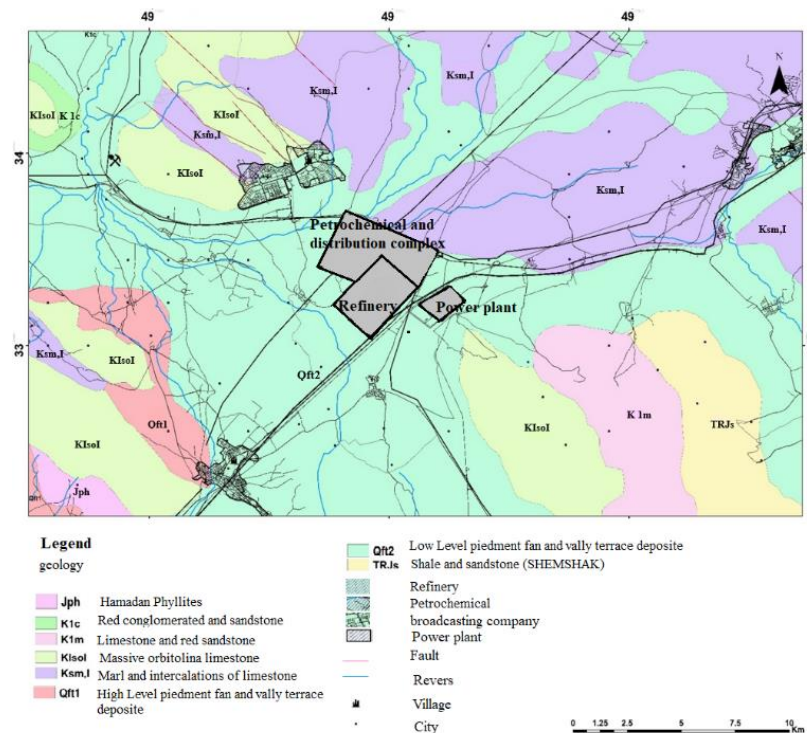 49 49 49
K1c
N
KIsoI K 1c
Ksm,I
Ksm,I
KIsoI
Ksm,I
34
KIsoI
Ksm,I
Ksm,I
Petrochemical and
distribution complex
Refinery
Power plant
33
Ksm,I
KIsoI
Qft2
Qft1
KIsoI
K 1m
TRJs
KIsoI
Jph
Qft1
Legend
geology
Jph Hamadan Phyllites
K1c Red conglomerated and sandstone
K1m Limestone and red sandstone
KIsoI Massive orbitolina limestone
Ksm,I Marl and intercalations of limestone
Qft1 High Level piedment fan and vally terrace
deposite
Qft2 Low Level piedment fan and vally terrace deposite
TRJs Shale and sandstone (SHEMSHAK)
Refinery
Petrochemical
broadcasting company
Power plant
Fault
Revers
Village
City
0 1.25 2.5 5 7.5 10
Km